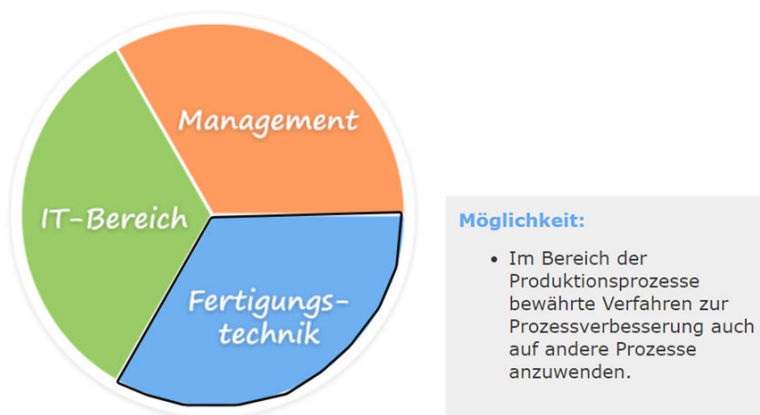 Management
IT-Bereich
Fertigungs-
technik
Möglichkeit:
• Im Bereich der
Produktionsprozesse
bewährte Verfahren zur
Prozessverbesserung auch
auf andere Prozesse
anzuwenden.